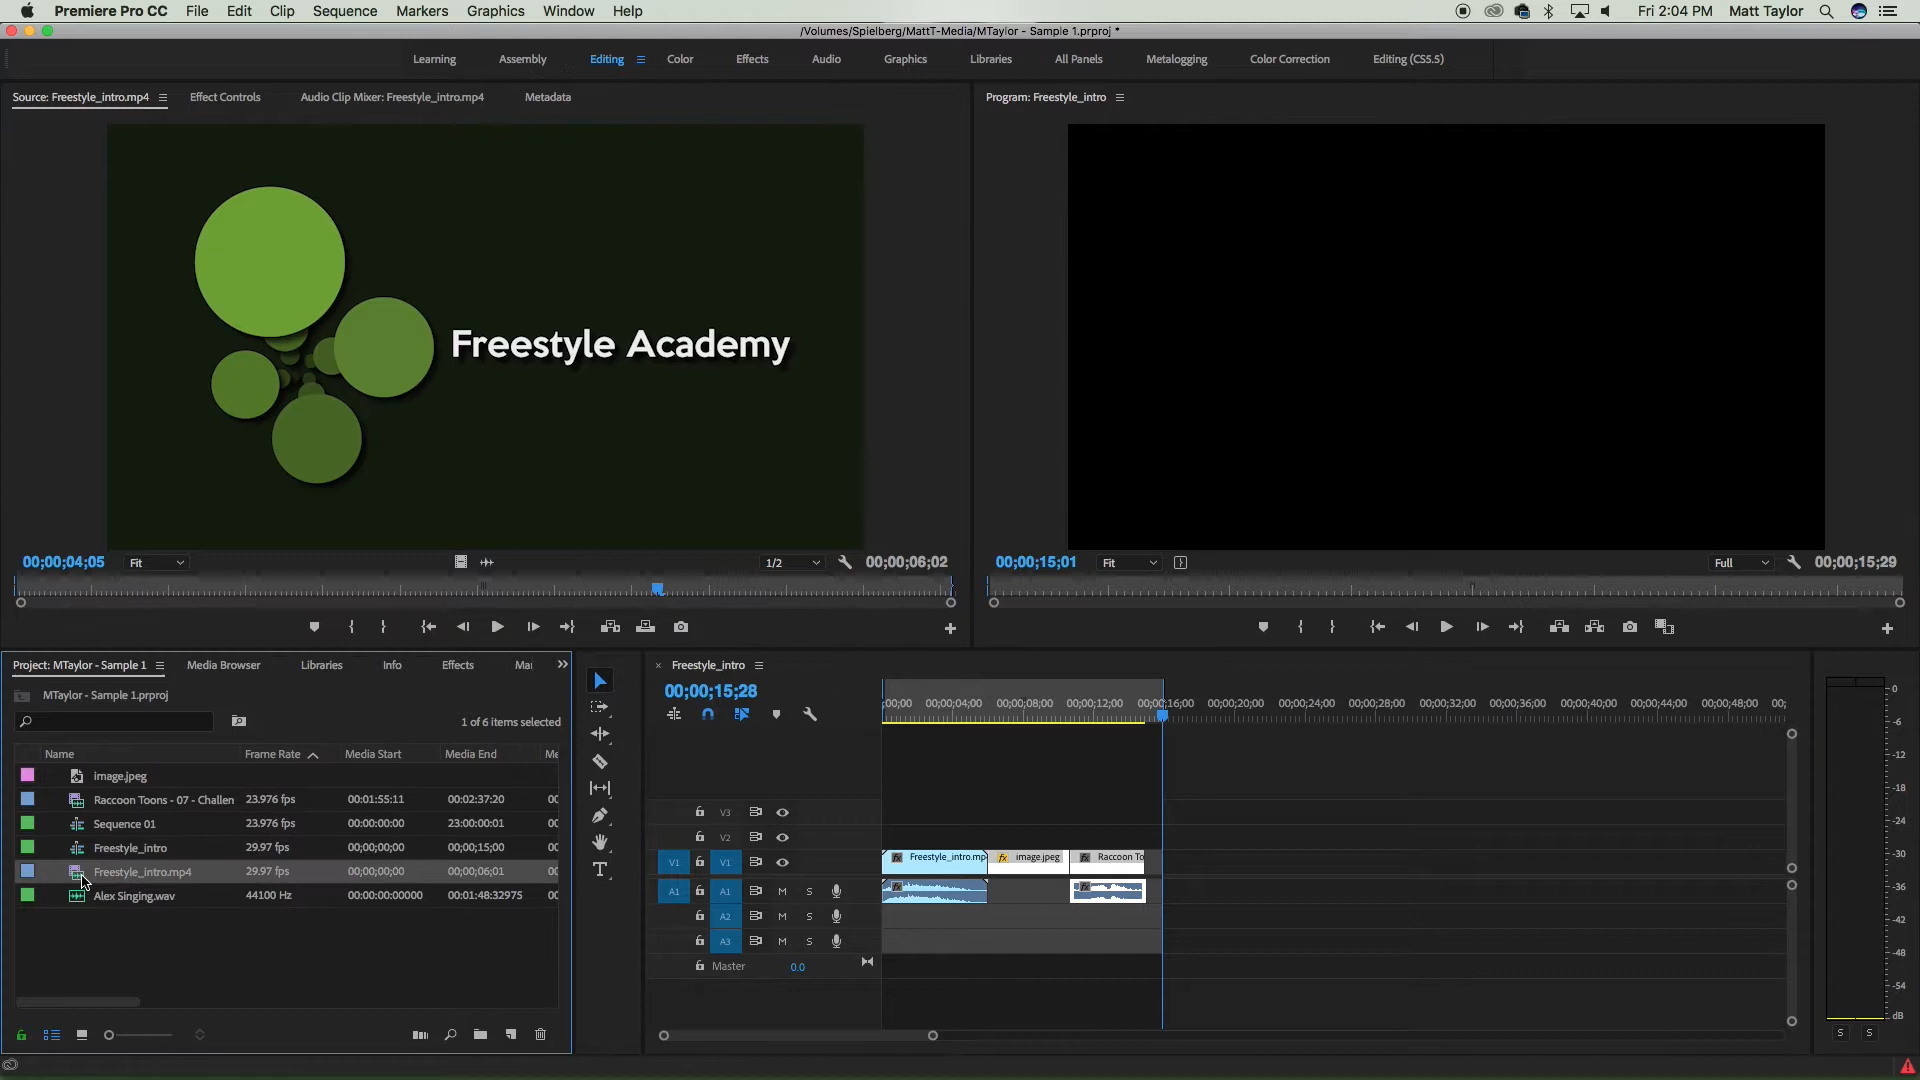 Premiere Pro CC File Edit Clip Sequence Markers Graphics Window Help Fri 2:04 PM Matt Taylor
/Volumes/Spielberg/MattT-Media/MTaylor - Sample 1.prproj *
Learning Assembly Editing Color Effects Audio Graphics Libraries All Panels Metalogging Color Correction Editing (CS5.5)
Source: Freestyle_intro.mp4 Effect Controls Audio Clip Mixer: Freestyle_intro.mp4 Metadata
Program: Freestyle_intro
Freestyle Academy
00;00;04;05 Fit 1/2 00;00;06;02
00;00;15;01 Fit Full 00;00;15;29
Project: MTaylor - Sample 1 Media Browser Libraries Info Effects Mar
MTaylor - Sample 1.prproj
1 of 6 items selected
Name Frame Rate Media Start Media End Me
image.jpeg
Raccoon Toons - 07 - Challen 23.976 fps 00:01:55:11 00:02:37:20 00
Sequence 01 23.976 fps 00:00:00:00 23:00:00:01 00
Freestyle_intro 29.97 fps 00;00;00;00 00;00;15;00 00
Freestyle_intro.mp4 29.97 fps 00;00;00;00 00;00;06;01 00
Alex Singing.wav 44100 Hz 00:00:00:00000 00:01:48:32975 00
Freestyle_intro
00;00;15;28
:00;00 00;00;04;00 00;00;08;00 00;00;12;00 00;00;16;00 00;00;20;00 00;00;24;00 00;00;28;00 00;00;32;00 00;00;36;00 00;00;40;00 00;00;44;00 00;00;48;00 00;
V3
V2
V1 V1 fx Freestyle_intro.mp fx image.jpeg fx Raccoon To
A1 A1 M S fx fx
A2 M S
A3 M S
Master 0.0
0
-6
-12
-18
-24
-30
-36
-42
-48
-54
dB
S S